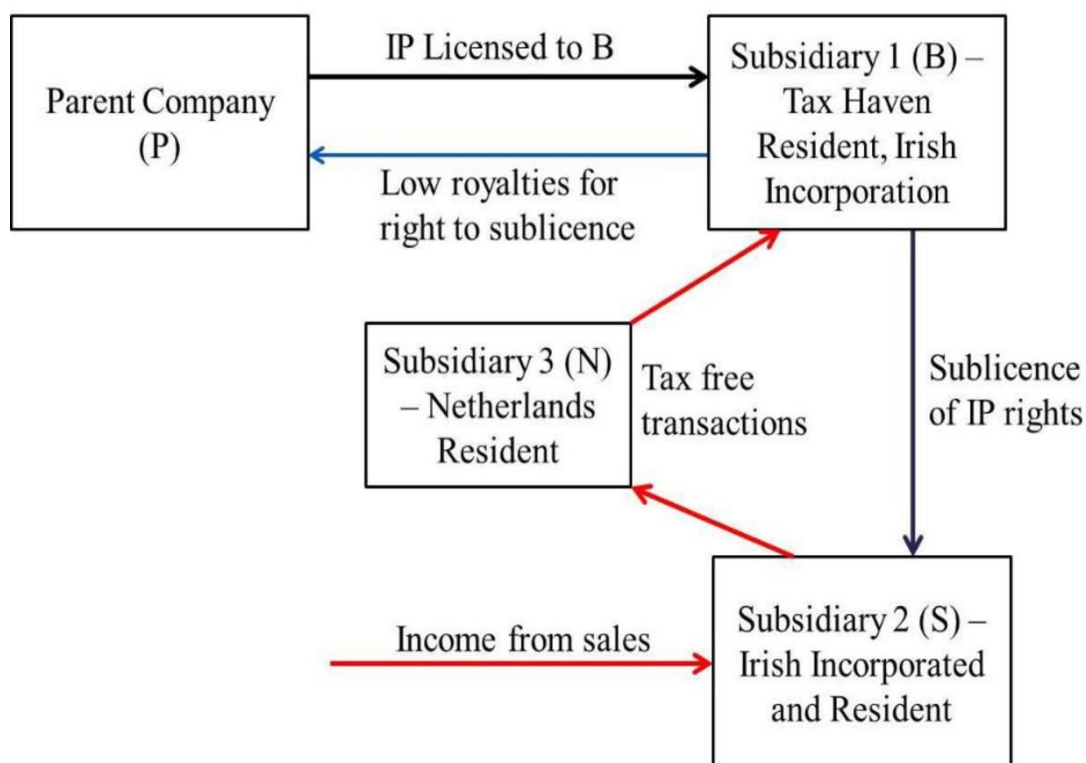 IP Licensed to B
Parent Company
(P)
Subsidiary 1 (B) –
Tax Haven
Resident, Irish
Incorporation
Low royalties for
right to sublicence
Subsidiary 3 (N)
– Netherlands
Resident
Tax free
transactions
Sublicence
of IP rights
Income from sales
Subsidiary 2 (S) –
Irish Incorporated
and Resident